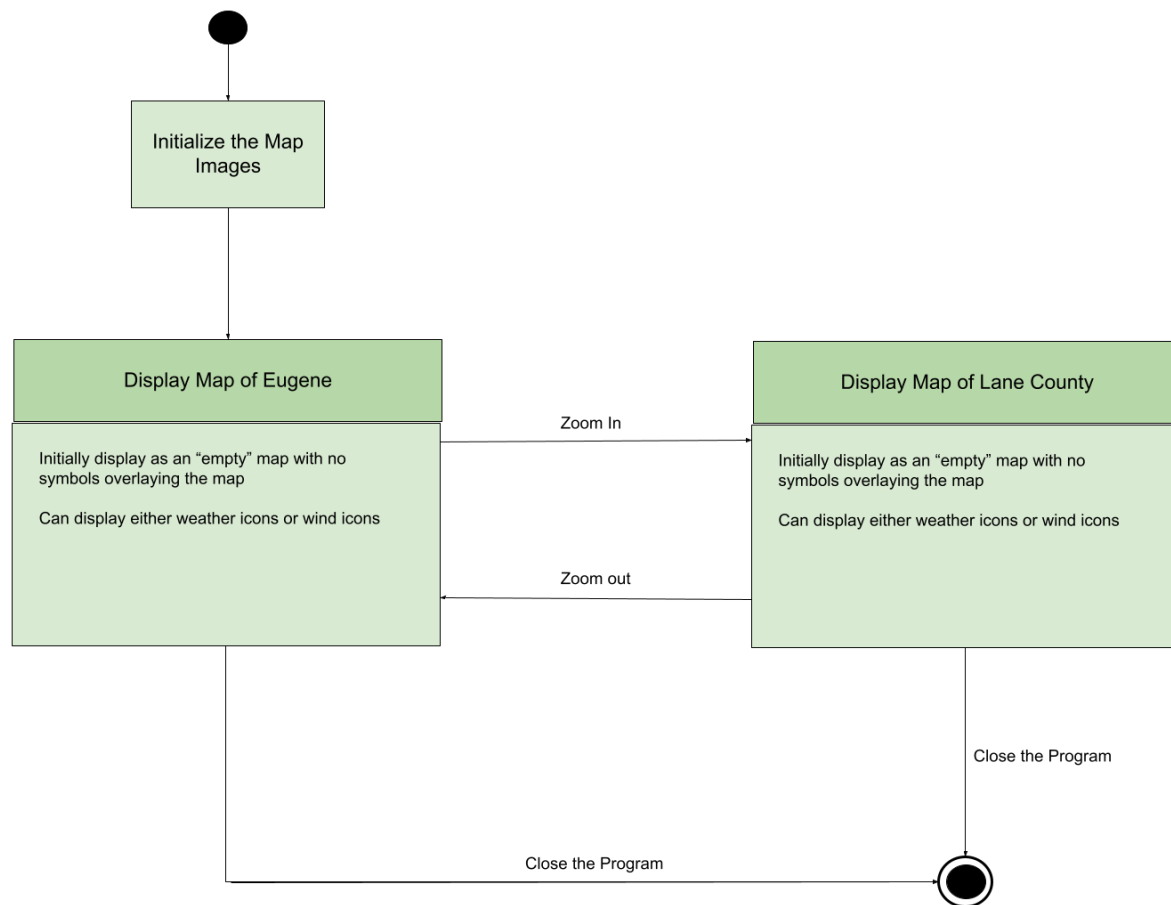 Initialize the Map
Images
Display Map of Eugene
Initially display as an “empty” map with no
symbols overlaying the map
Can display either weather icons or wind icons
Zoom In
Zoom out
Display Map of Lane County
Initially display as an “empty” map with no
symbols overlaying the map
Can display either weather icons or wind icons
Close the Program
Close the Program